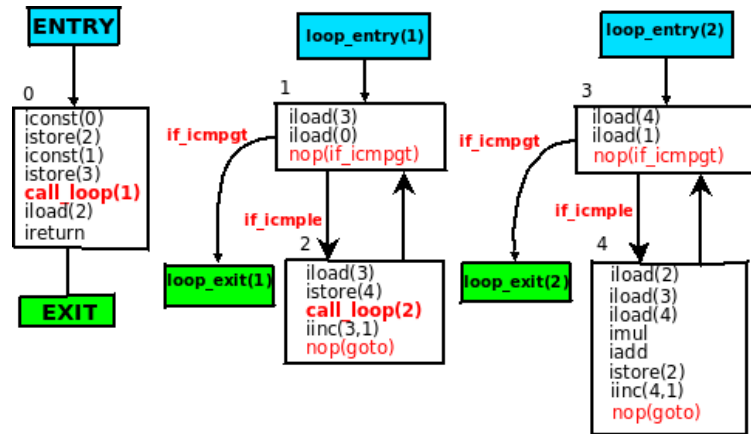 ENTRY
0
iconst(0)
istore(2)
iconst(1)
istore(3)
call_loop(1)
iload(2)
ireturn
EXIT
loop_entry(1)
1
iload(3)
iload(0)
nop(if_icmpgt)
if_icmpgt
if_icmple
loop_exit(1)
2
iload(3)
istore(4)
call_loop(2)
iinc(3,1)
nop(goto)
loop_entry(2)
3
iload(4)
iload(1)
nop(if_icmpgt)
if_icmpgt
if_icmple
loop_exit(2)
4
iload(2)
iload(3)
iload(4)
imul
iadd
istore(2)
iinc(4,1)
nop(goto)